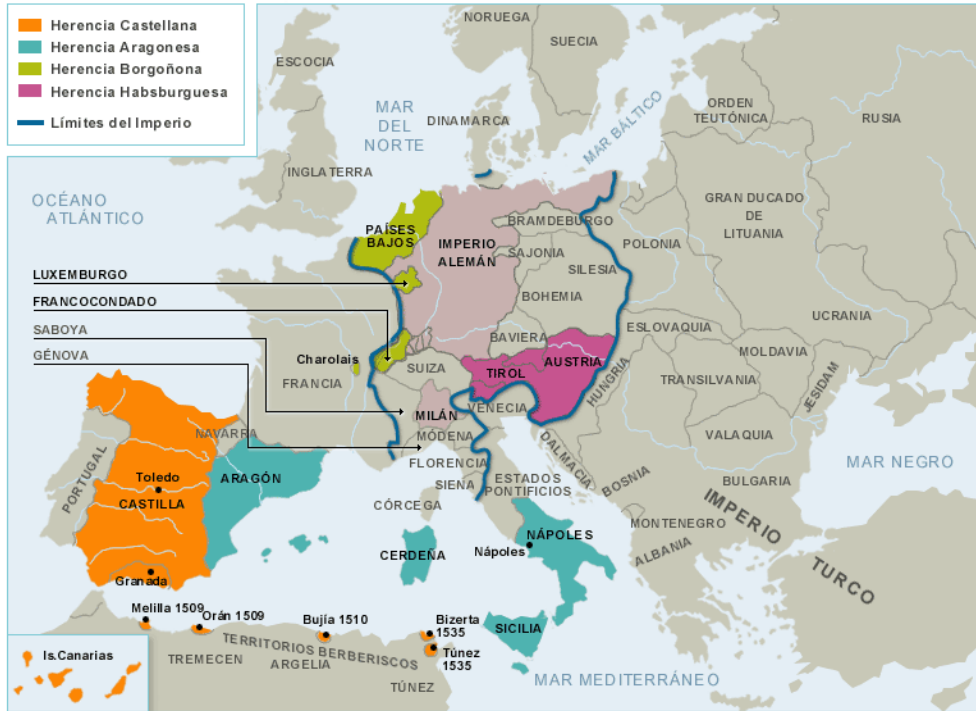 Herencia Castellana
Herencia Aragonesa
Herencia Borgoñona
Herencia Habsburguesa
Límites del Imperio
NORUEGA
SUECIA
ESCOCIA
MAR
DEL
NORTE
DINAMARCA
MAR BÁLTICO
ORDEN
TEUTÓNICA
RUSIA
INGLATERRA
OCÉANO
ATLÁNTICO
PAÍSES
BAJOS
IMPERIO
ALEMÁN
BRAMDEBURGO
SAJONIA
SILESIA
POLONIA
GRAN DUCADO
DE
LITUANIA
LUXEMBURGO
BOHEMIA
FRANCOCONDADO
UCRANIA
SABOYA
BAVIERA
ESLOVAQUIA
GÉNOVA
Charolais
FRANCIA
SUIZA
TIROL
AUSTRIA
HUNGRIA
TRANSILVANIA
MOLDAVIA
JESIDAM
MILÁN
VENECIA
NAVARRA
MÓDENA
DALMACIA
VALAQUIA
MAR NEGRO
PORTUGAL
Toledo
CASTILLA
ARAGÓN
FLORENCIA
SIENA
ESTADOS
PONTIFICIOS
BOSNIA
BULGARIA
CÓRCEGA
MONTENEGRO
IMPERIO
TURCO
CERDEÑA
Nápoles
NÁPOLES
ALBANIA
Granada
Melilla 1509
Orán 1509
Bujía 1510
Bizerta
1535
SICILIA
Túnez
1535
TERRITORIOS BERBERISCOS
TREMECEN
ARGELIA
TÚNEZ
MAR MEDITERRÁNEO
Is.Canarias